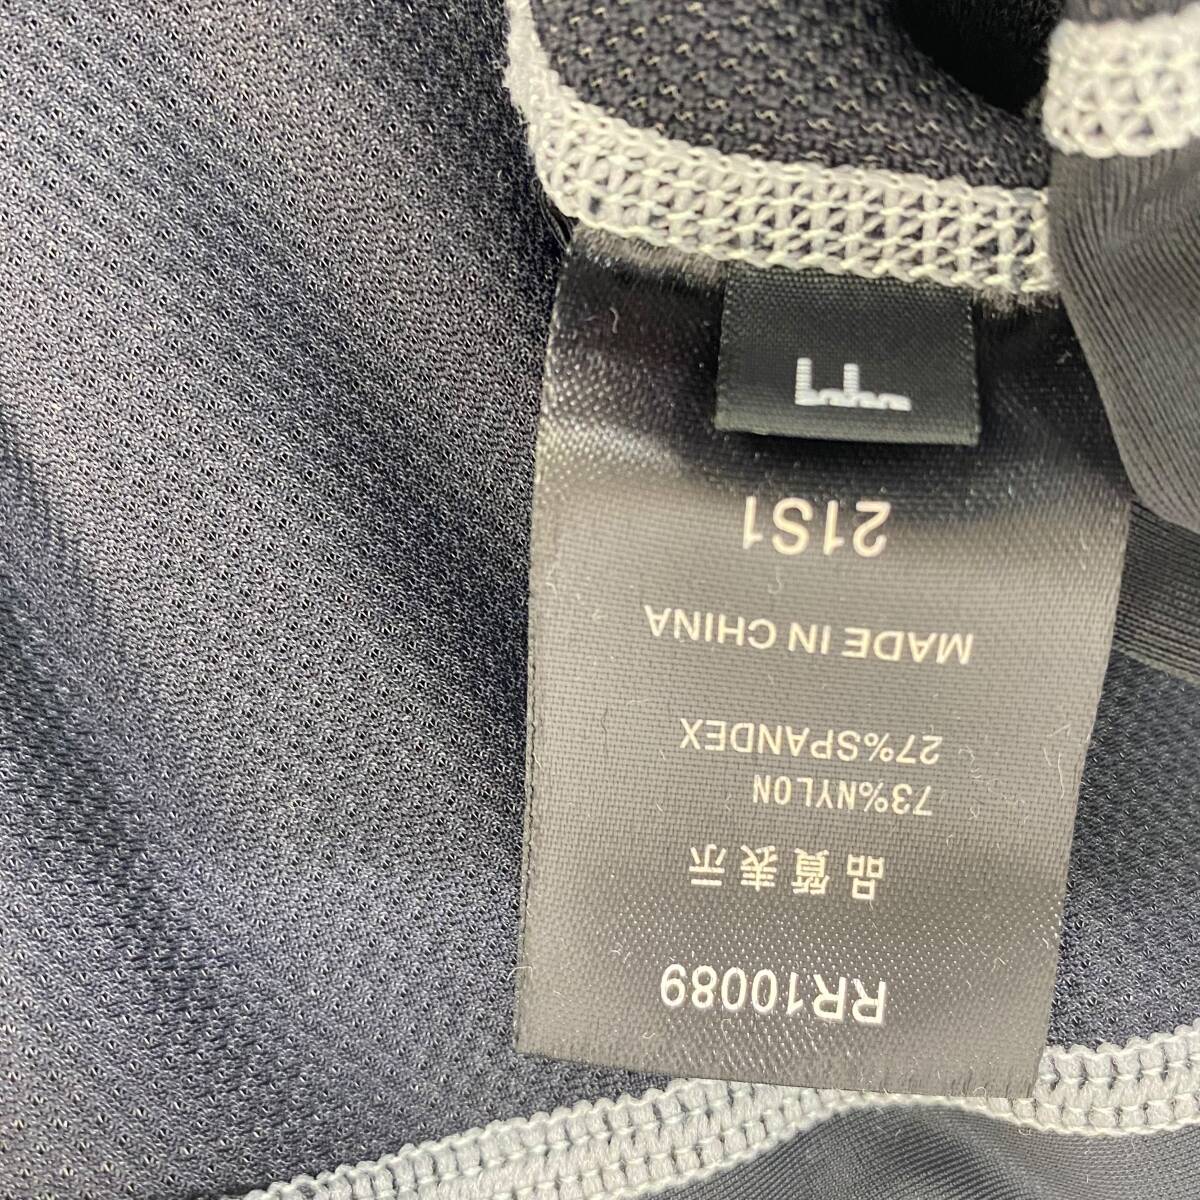 RR10089
品質表示
73%NYLON
27%SPANDEX
MADE IN CHINA
21S1
F